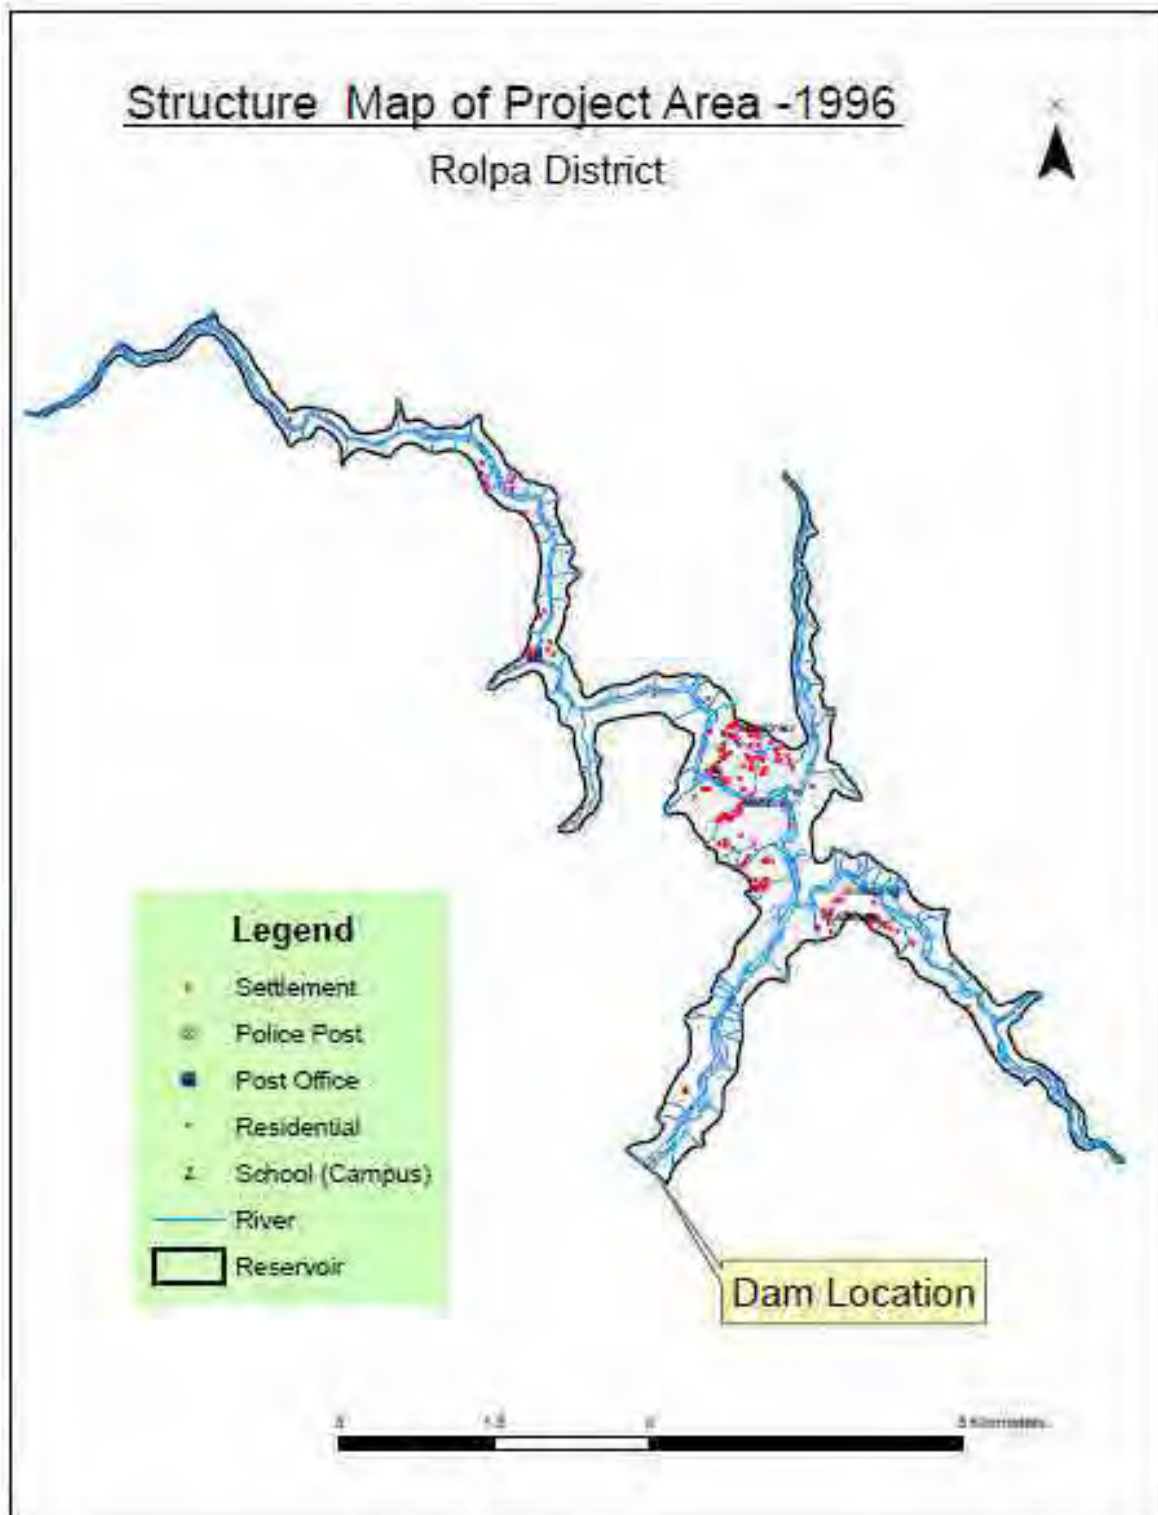 Structure Map of Project Area -1996
Rolpa District
Legend
Settlement
Police Post
Post Office
Residential
School (Campus)
River
Reservoir
Dam Location